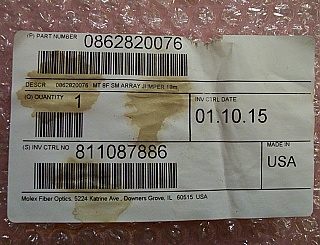 (P) PART NUMBER 0862820076
DESCR 0862820076 MT 8F SM ARRAY JUMPER 10m
(Q) QUANTITY 1
INV CTRL DATE
01.10.15
(S) INV CTRL NO 811087886
MADE IN
USA
Molex Fiber Optics, 5224 Katrine Ave., Downers Grove, IL 60515 USA